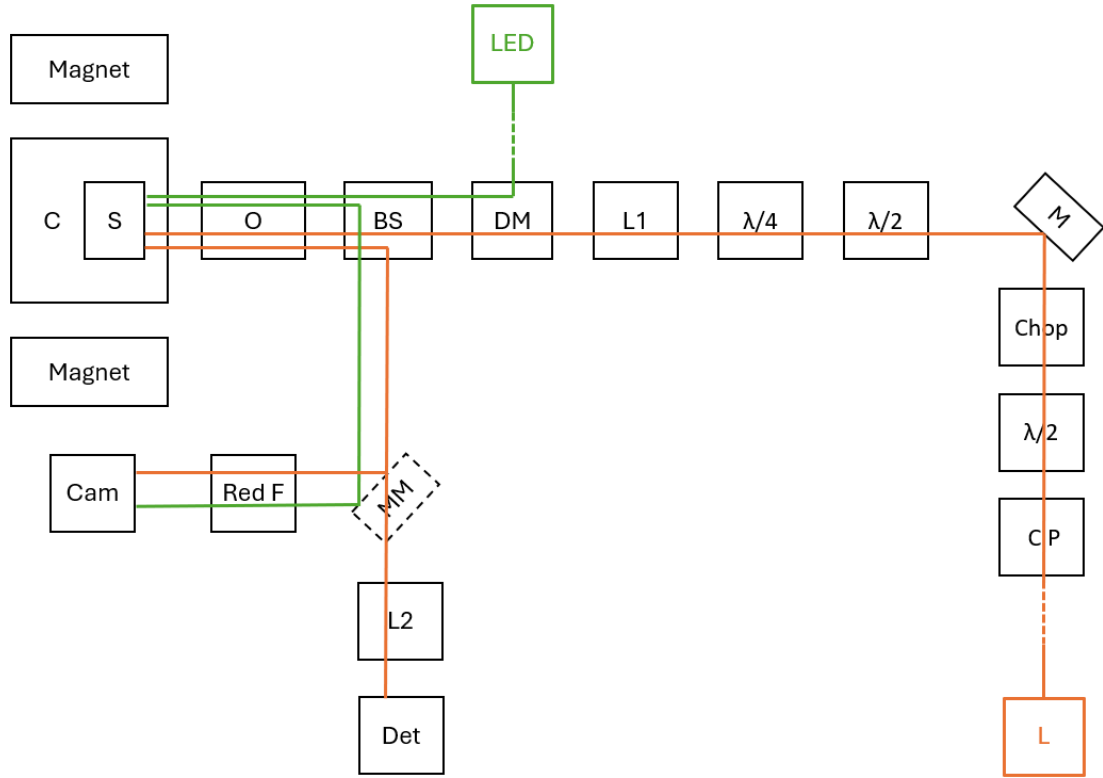 LED
Magnet
C
S
O
BS
DM
L1
λ/4
λ/2
M
Chop
Magnet
λ/2
Cam
Red F
MM
CP
L2
Det
L